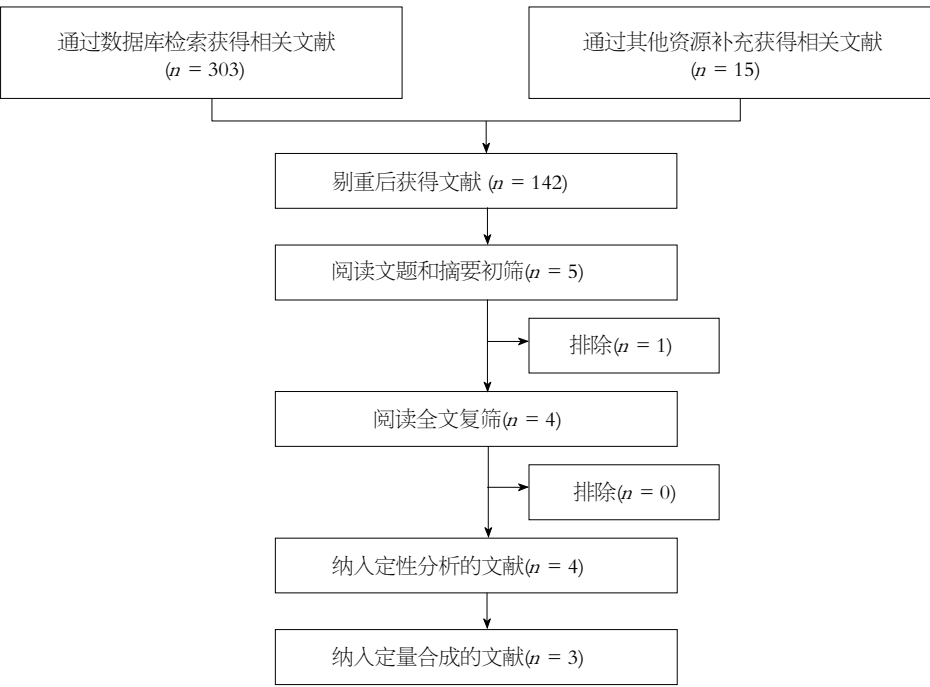 通过数据库检索获得相关文献
(n = 303)
通过其他资源补充获得相关文献
(n = 15)
剔重后获得文献 (n = 142)
阅读文题和摘要初筛(n = 5)
排除(n = 1)
阅读全文复筛(n = 4)
排除(n = 0)
纳入定性分析的文献(n = 4)
纳入定量合成的文献(n = 3)